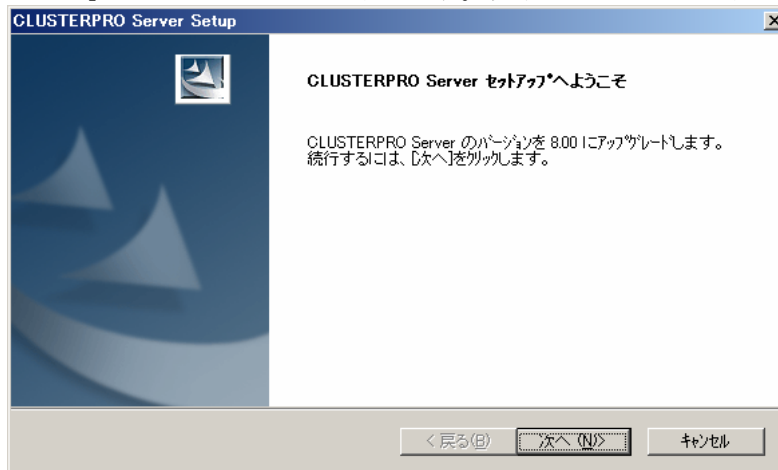 CLUSTERPRO Server Setup
CLUSTERPRO Server セットアップへようこそ
CLUSTERPRO Server のバージョンを 8.00 にアップグレードします。
続行するには、[次へ]をクリックします。
< 戻る(B) 次へ (N)> キャンセル